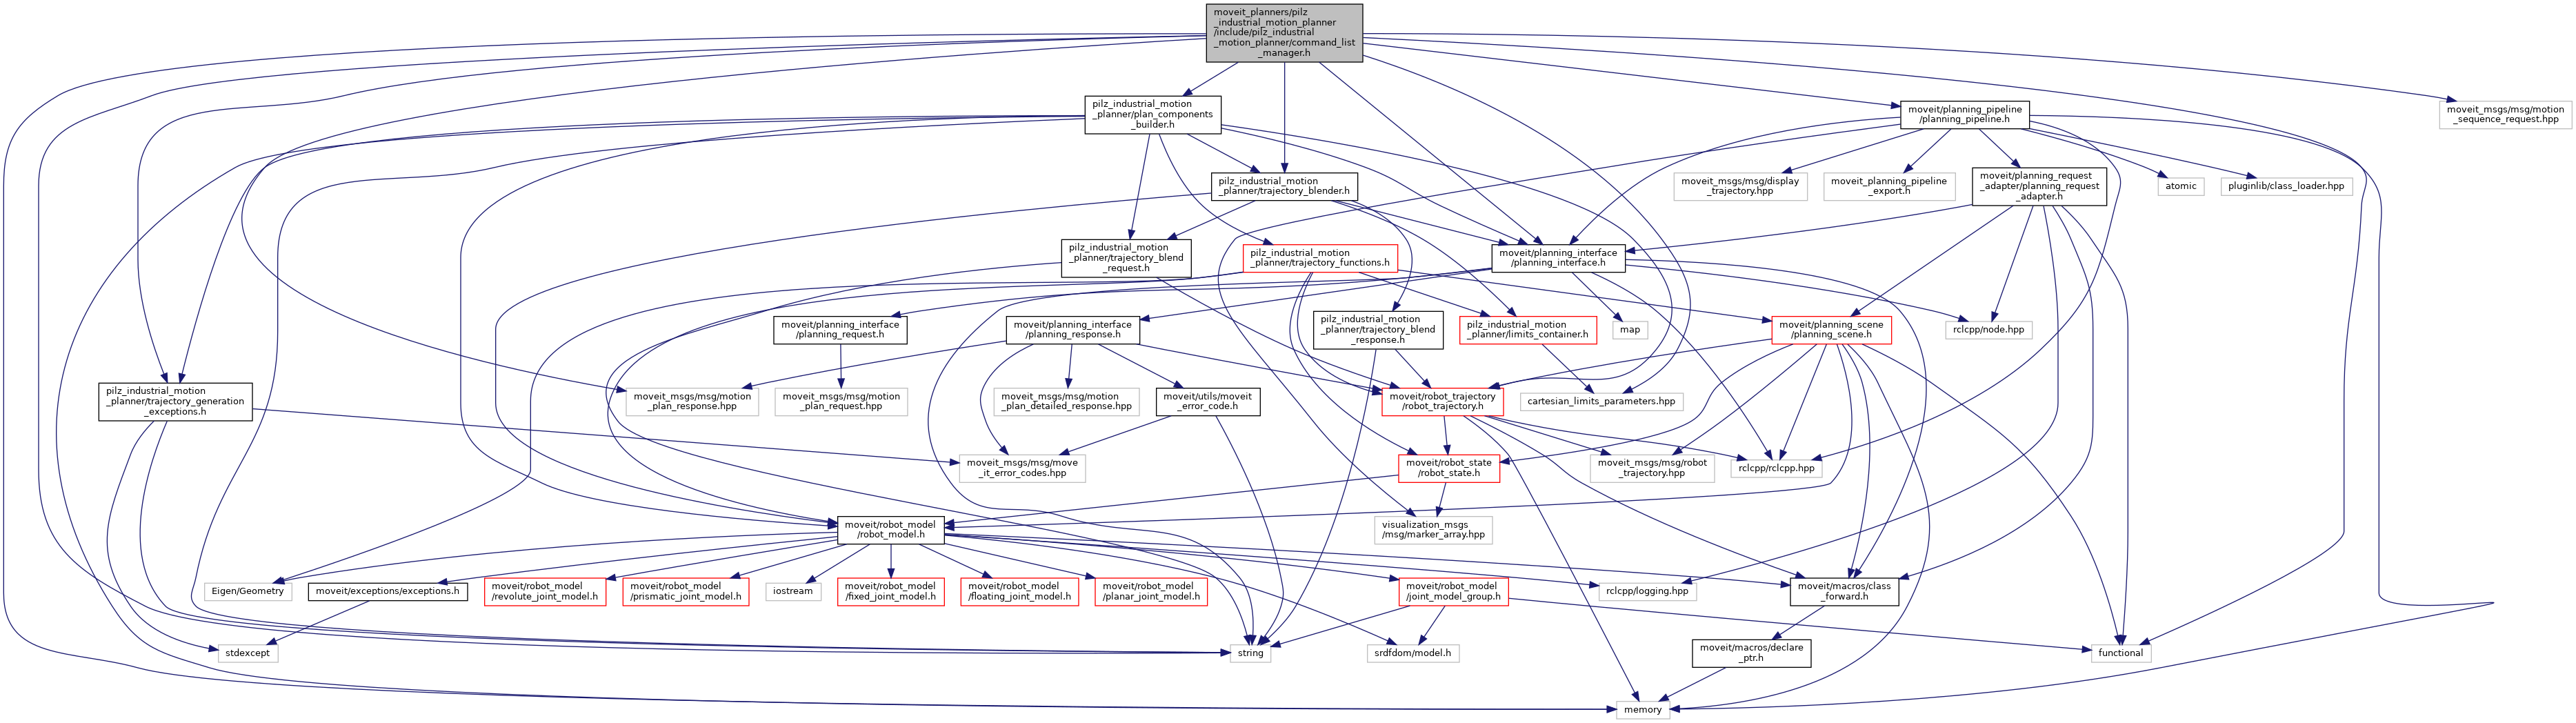 moveit_planners/pilz
_industrial_motion_planner
/include/pilz_industrial
_motion_planner/command_list
_manager.h
pilz_industrial_motion
_planner/plan_components
_builder.h
moveit/planning_pipeline
/planning_pipeline.h
moveit_msgs/msg/motion
_sequence_request.hpp
pilz_industrial_motion
_planner/trajectory_blender.h
moveit_msgs/msg/display
_trajectory.hpp
moveit_planning_pipeline
_export.h
moveit/planning_request
_adapter/planning_request
_adapter.h
atomic
pluginlib/class_loader.hpp
pilz_industrial_motion
_planner/trajectory_blend
_request.h
pilz_industrial_motion
_planner/trajectory_functions.h
moveit/planning_interface
/planning_interface.h
moveit/planning_interface
/planning_request.h
moveit/planning_interface
/planning_response.h
pilz_industrial_motion
_planner/trajectory_blend
_response.h
pilz_industrial_motion
_planner/limits_container.h
map
moveit/planning_scene
/planning_scene.h
rclcpp/node.hpp
pilz_industrial_motion
_planner/trajectory_generation
_exceptions.h
moveit_msgs/msg/motion
_plan_response.hpp
moveit_msgs/msg/motion
_plan_request.hpp
moveit_msgs/msg/motion
_plan_detailed_response.hpp
moveit/utils/moveit
_error_code.h
moveit/robot_trajectory
/robot_trajectory.h
cartesian_limits_parameters.hpp
moveit_msgs/msg/move
_it_error_codes.hpp
moveit/robot_state
/robot_state.h
moveit_msgs/msg/robot
_trajectory.hpp
rclcpp/rclcpp.hpp
moveit/robot_model
/robot_model.h
visualization_msgs
/msg/marker_array.hpp
Eigen/Geometry
moveit/exceptions/exceptions.h
moveit/robot_model
/revolute_joint_model.h
moveit/robot_model
/prismatic_joint_model.h
iostream
moveit/robot_model
/fixed_joint_model.h
moveit/robot_model
/floating_joint_model.h
moveit/robot_model
/planar_joint_model.h
moveit/robot_model
/joint_model_group.h
rclcpp/logging.hpp
moveit/macros/class
_forward.h
stdexcept
string
srdfdom/model.h
moveit/macros/declare
_ptr.h
functional
memory